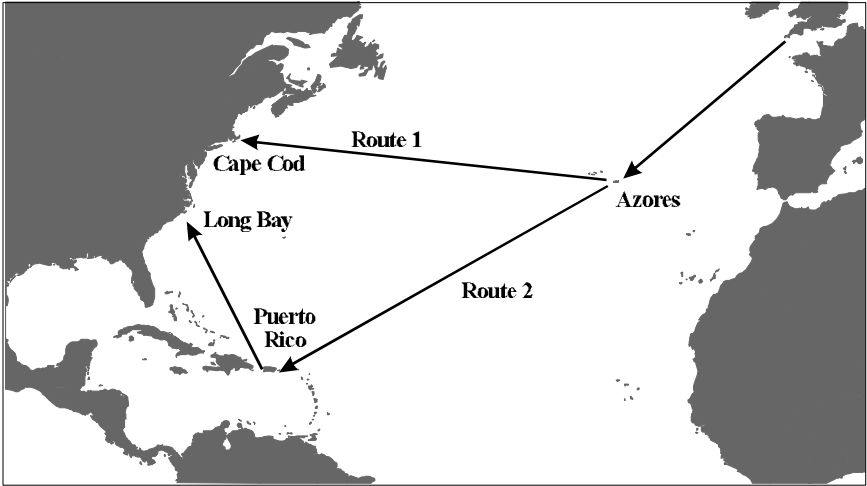 Route 1
Cape Cod
Azores
Long Bay
Route 2
Puerto
Rico